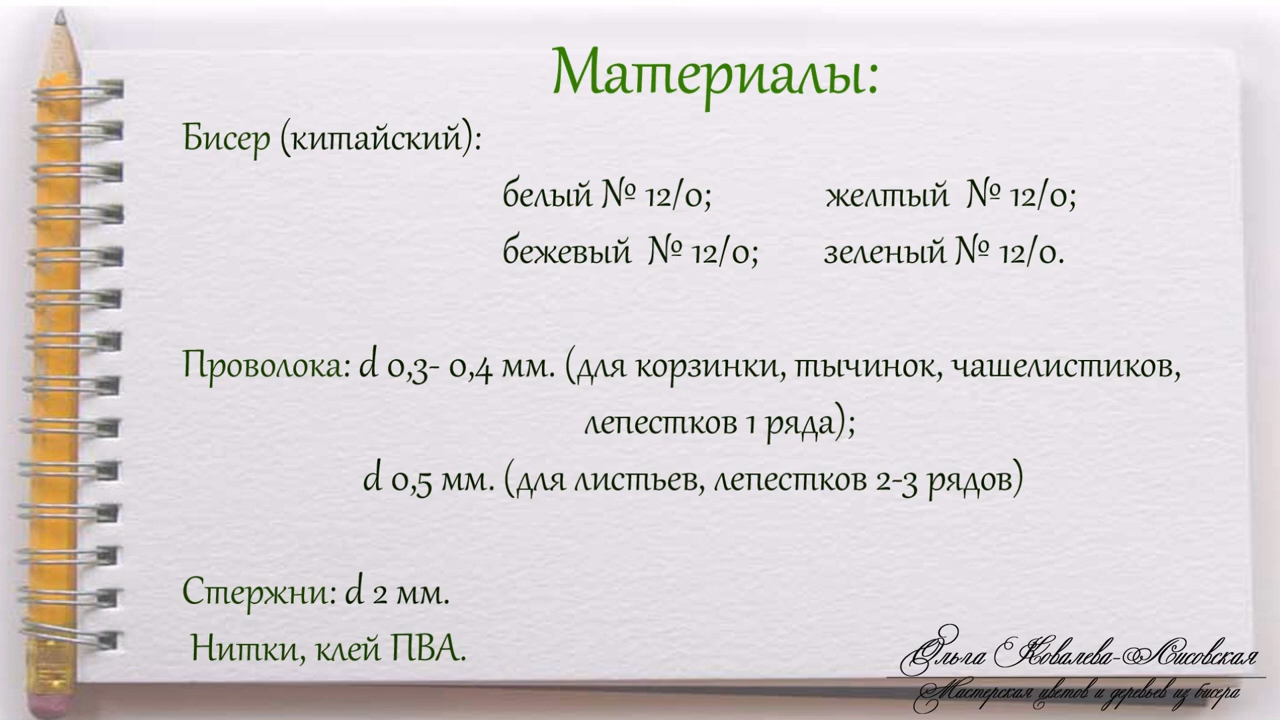 Материалы:
Бисер (китайский):
белый № 12/0; желтый № 12/0;
бежевый № 12/0; зеленый № 12/0.
Проволока: d 0,3- 0,4 мм. (для корзинки, тычинок, чашелистиков,
лепестков 1 ряда);
d 0,5 мм. (для листьев, лепестков 2-3 рядов)
Стержни: d 2 мм.
Нитки, клей ПВА.
Ольга Ковалева-Лисовская
Мастерская цветов и деревьев из бисера